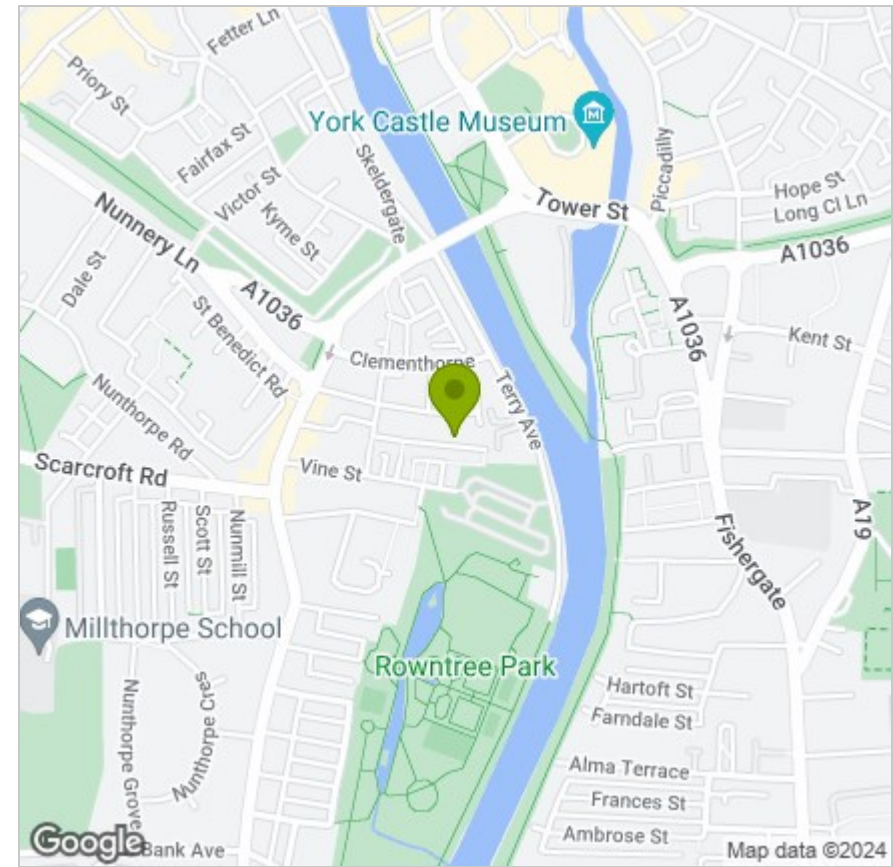 Fetter Ln
Priory St
York Castle Museum
Piccadilly
Fairfax St
Skeldergate
Hope St
Victor St
Long Cl Ln
Tower St
Kyme St
Nunnery Ln
A1036
Dale St
A1036
A1036
St Benedict Rd
Kent St
Clementhorpe
Terry Ave
Nunthorpe Rd
Scarcroft Rd
Vine St
A19
Russell St
Scott St
Nunmill St
Fishergate
Millthorpe School
Rowntree Park
Hartoft St
Nunthorpe Cres
Farndale St
Nunthorpe Grove
Alma Terrace
Frances St
Google
Bank Ave
Ambrose St
Map data ©2024